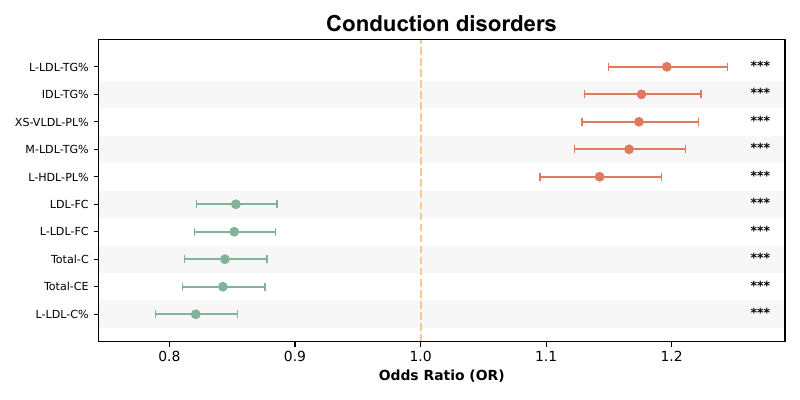 Conduction disorders
L-LDL-TG% ***
IDL-TG% ***
XS-VLDL-PL% ***
M-LDL-TG% ***
L-HDL-PL% ***
LDL-FC ***
L-LDL-FC ***
Total-C ***
Total-CE ***
L-LDL-C% ***
0.8 0.9 1.0 1.1 1.2
Odds Ratio (OR)